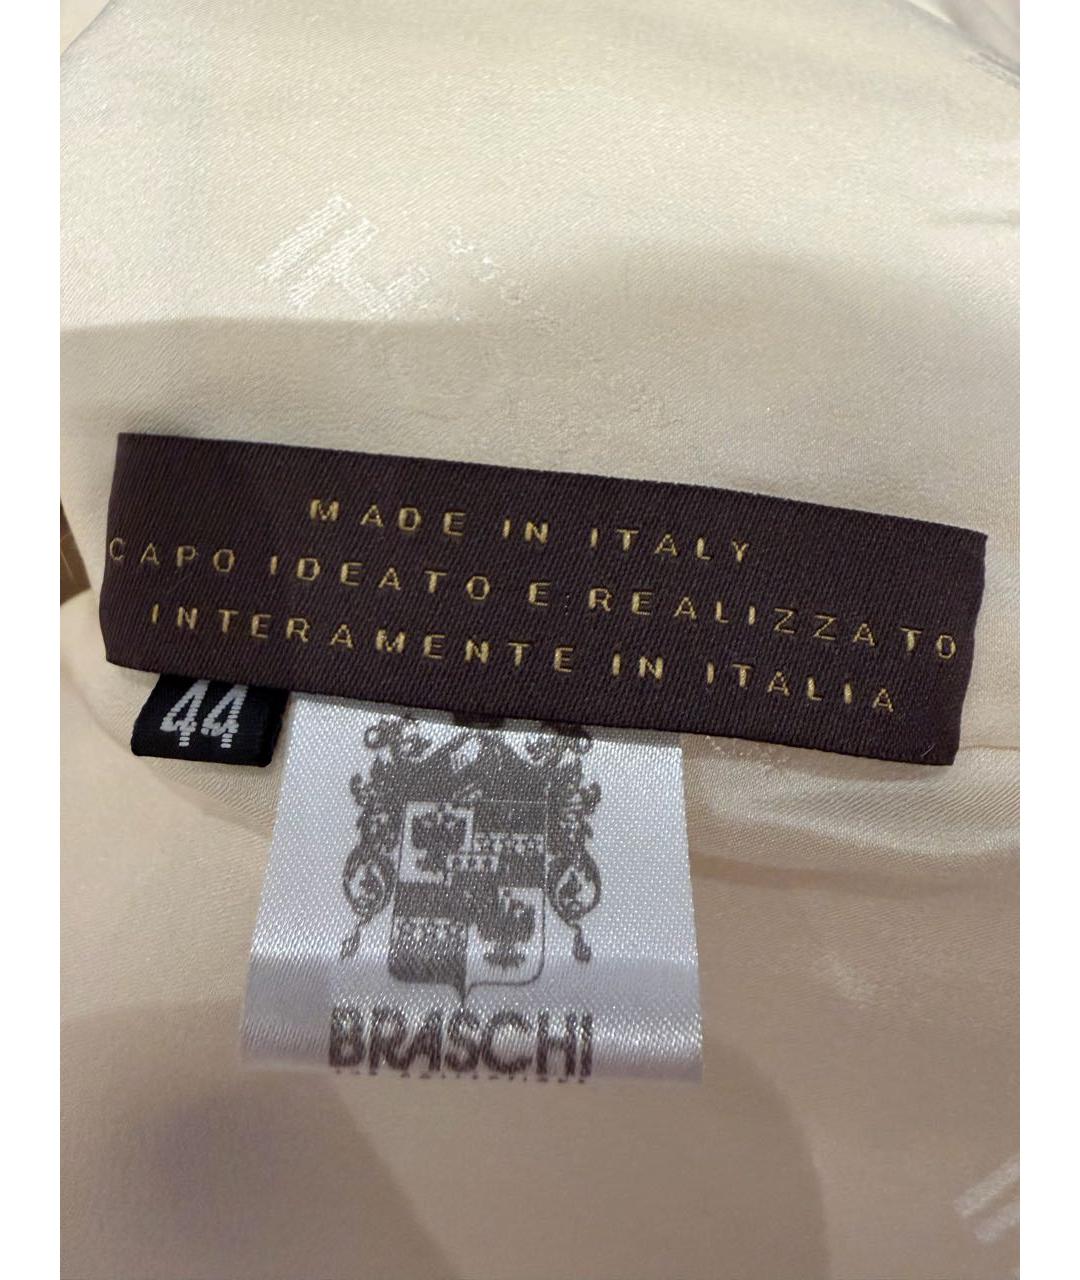 MADE IN ITALY
CAPO IDEATO E REALIZZATO
INTERAMENTE IN ITALIA
44
BRASCHI